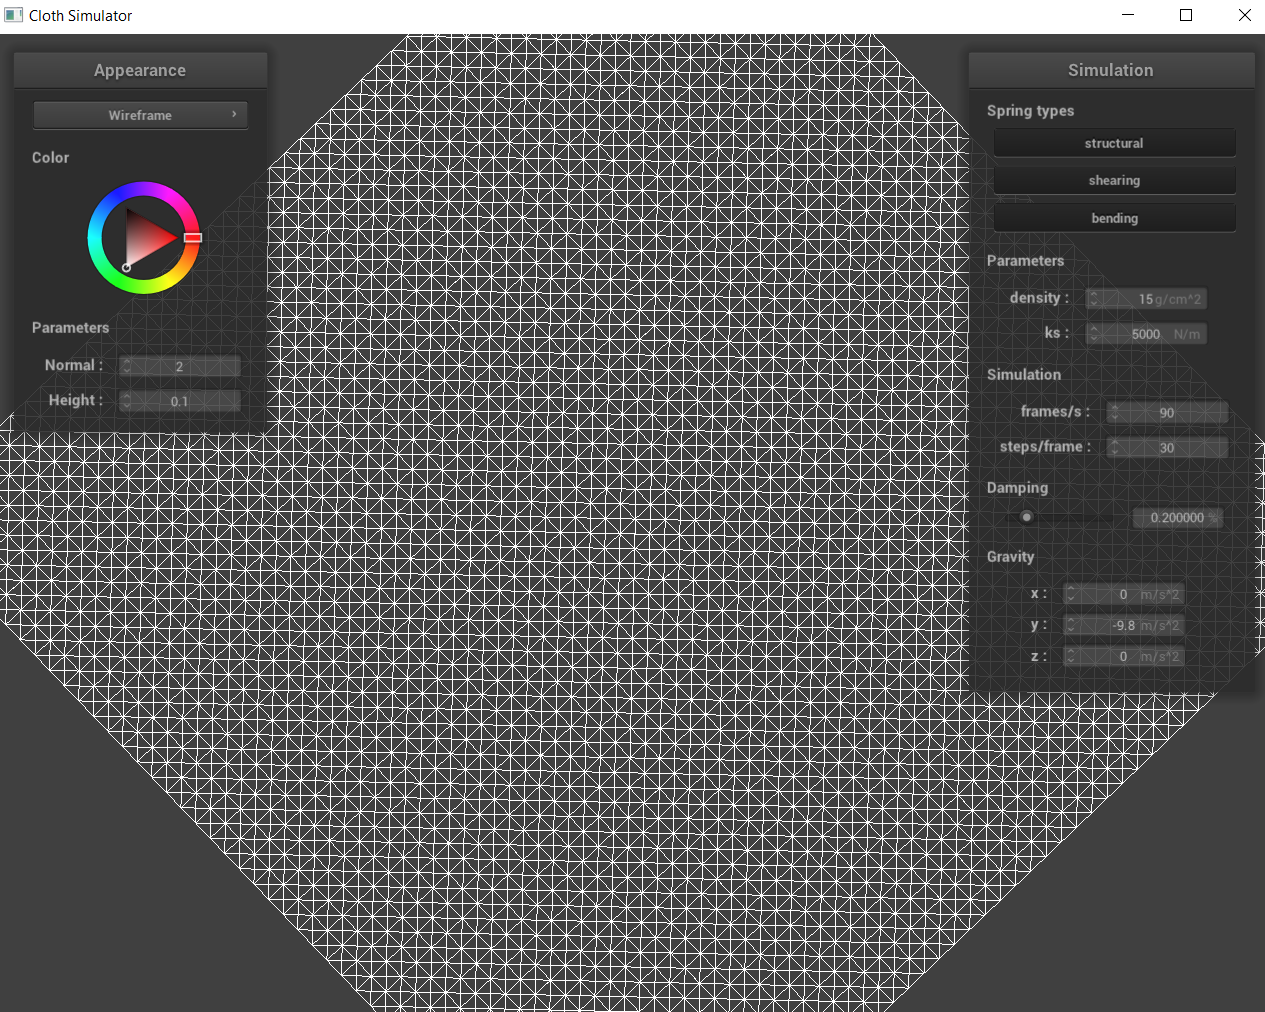 Cloth Simulator
Appearance
Wireframe
Color
Parameters
Normal : 2
Height : 0.1
Simulation
Spring types
structural
shearing
bending
Parameters
density : 15 g/cm^2
ks : 5000 N/m
Simulation
frames/s : 90
steps/frame : 30
Damping
0.200000 %
Gravity
x : 0 m/s^2
y : -9.8 m/s^2
z : 0 m/s^2